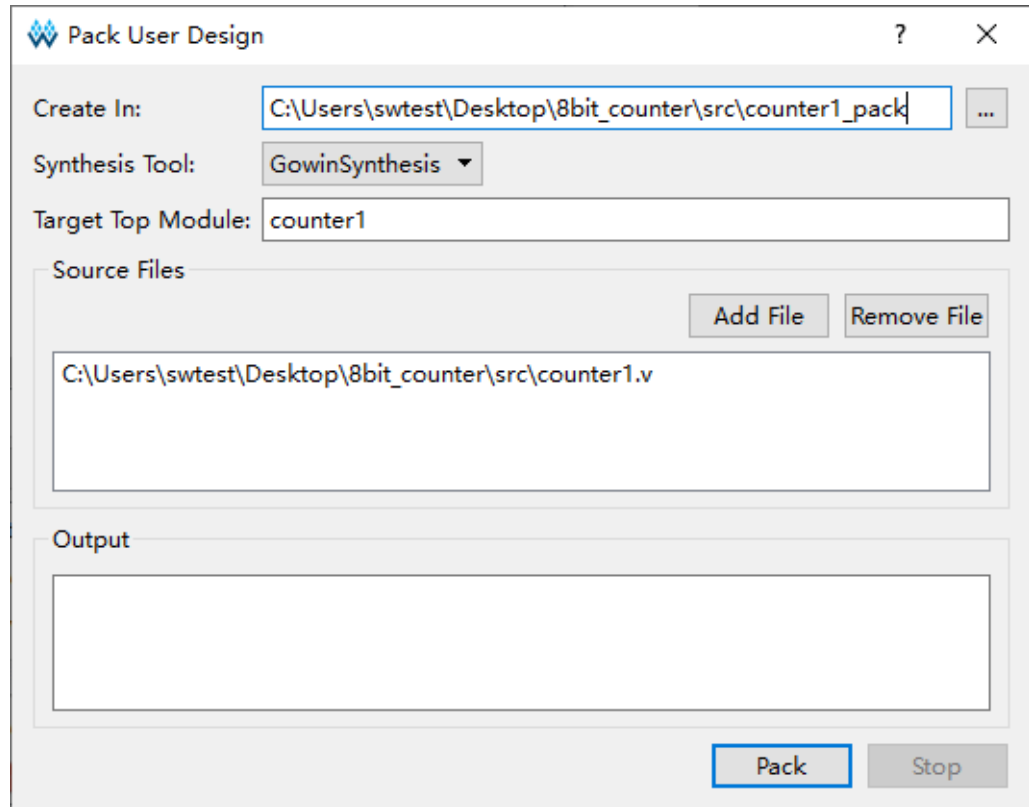 Pack User Design ?
Create In: C:\Users\swtest\Desktop\8bit_counter\src\counter1_pack ...
Synthesis Tool: GowinSynthesis
Target Top Module: counter1
Source Files
Add File Remove File
C:\Users\swtest\Desktop\8bit_counter\src\counter1.v
Output
Pack Stop